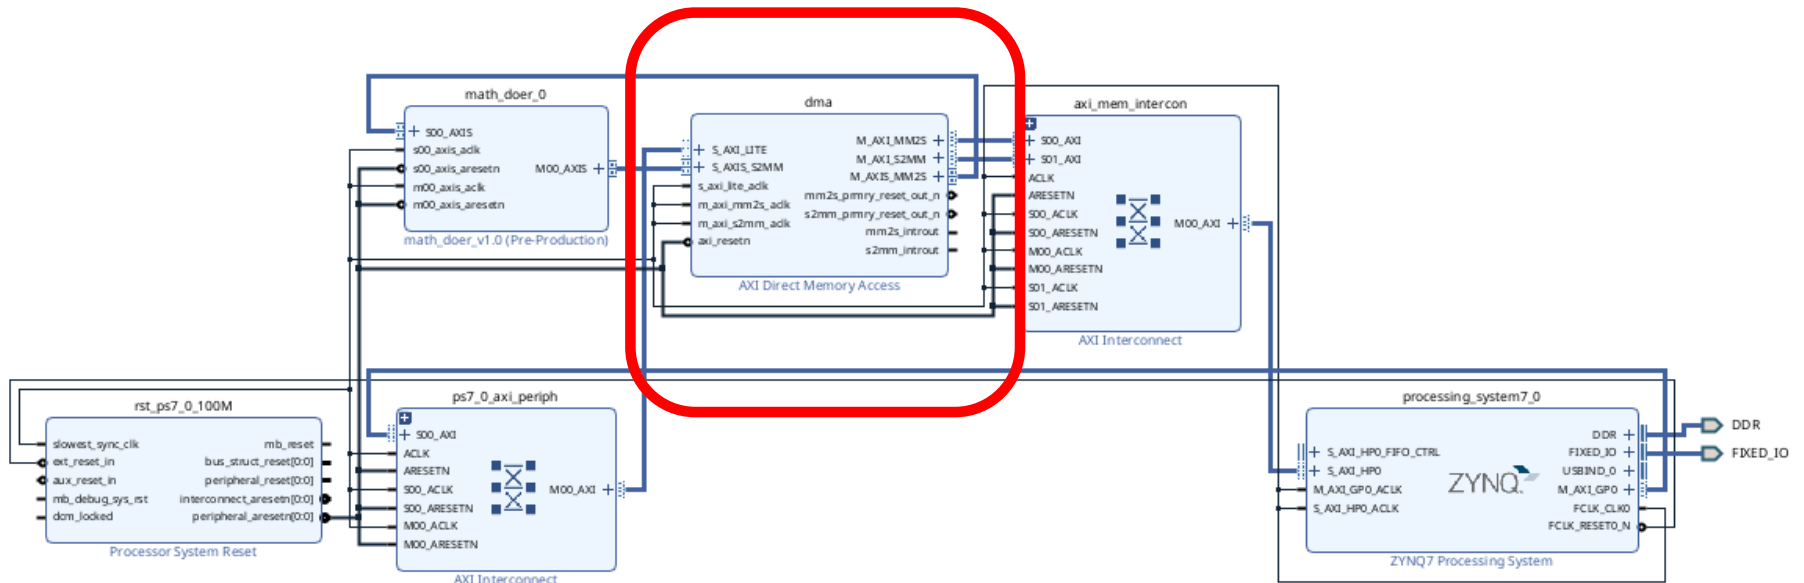 math_doer_0
S00_AXIS
s00_axis_aclk
s00_axis_aresetn
m00_axis_aclk
m00_axis_aresetn
M00_AXIS
math_doer_v1.0 (Pre-Production)
dma
S_AXI_LITE
S_AXIS_S2MM
s_axi_lite_aclk
m_axi_mm2s_aclk
m_axi_s2mm_aclk
axi_resetn
M_AXI_MM2S
M_AXI_S2MM
M_AXIS_MM2S
mm2s_prmry_reset_out_n
s2mm_prmry_reset_out_n
mm2s_introut
s2mm_introut
AXI Direct Memory Access
axi_mem_intercon
S00_AXI
S01_AXI
ACLK
ARESETN
S00_ACLK
S00_ARESETN
M00_ACLK
M00_ARESETN
S01_ACLK
S01_ARESETN
M00_AXI
AXI Interconnect
rst_ps7_0_100M
slowest_sync_clk
ext_reset_in
aux_reset_in
mb_debug_sys_rst
dcm_locked
mb_reset
bus_struct_reset[0:0]
peripheral_reset[0:0]
interconnect_aresetn[0:0]
peripheral_aresetn[0:0]
Processor System Reset
ps7_0_axi_periph
S00_AXI
ACLK
ARESETN
S00_ACLK
S00_ARESETN
M00_ACLK
M00_ARESETN
M00_AXI
AXI Interconnect
processing_system7_0
S_AXI_HP0_FIFO_CTRL
S_AXI_HP0
M_AXI_GP0_ACLK
S_AXI_HP0_ACLK
ZYNQ
DDR
FIXED_IO
USBIND_0
M_AXI_GP0
FCLK_CLK0
FCLK_RESET0_N
ZYNQ7 Processing System
DDR
FIXED_IO